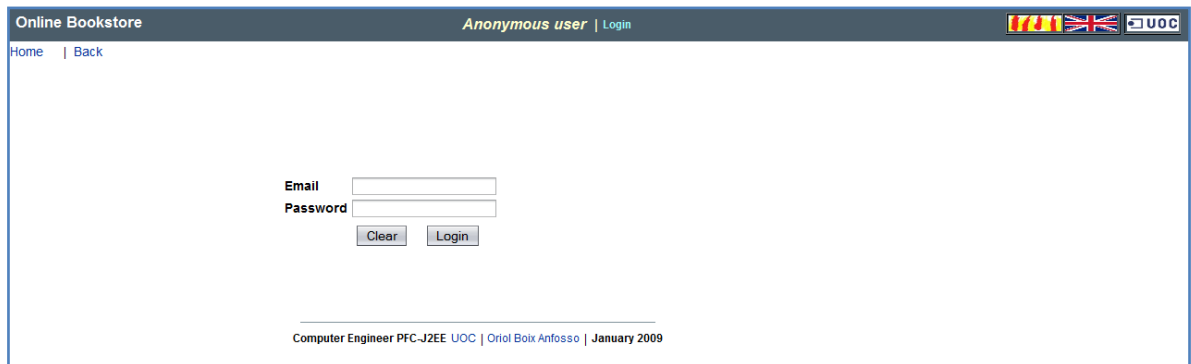 Online Bookstore Anonymous user | Login UOC
Home | Back
Email
Password
Clear Login
Computer Engineer PFC-J2EE UOC | Oriol Boix Anfosso | January 2009